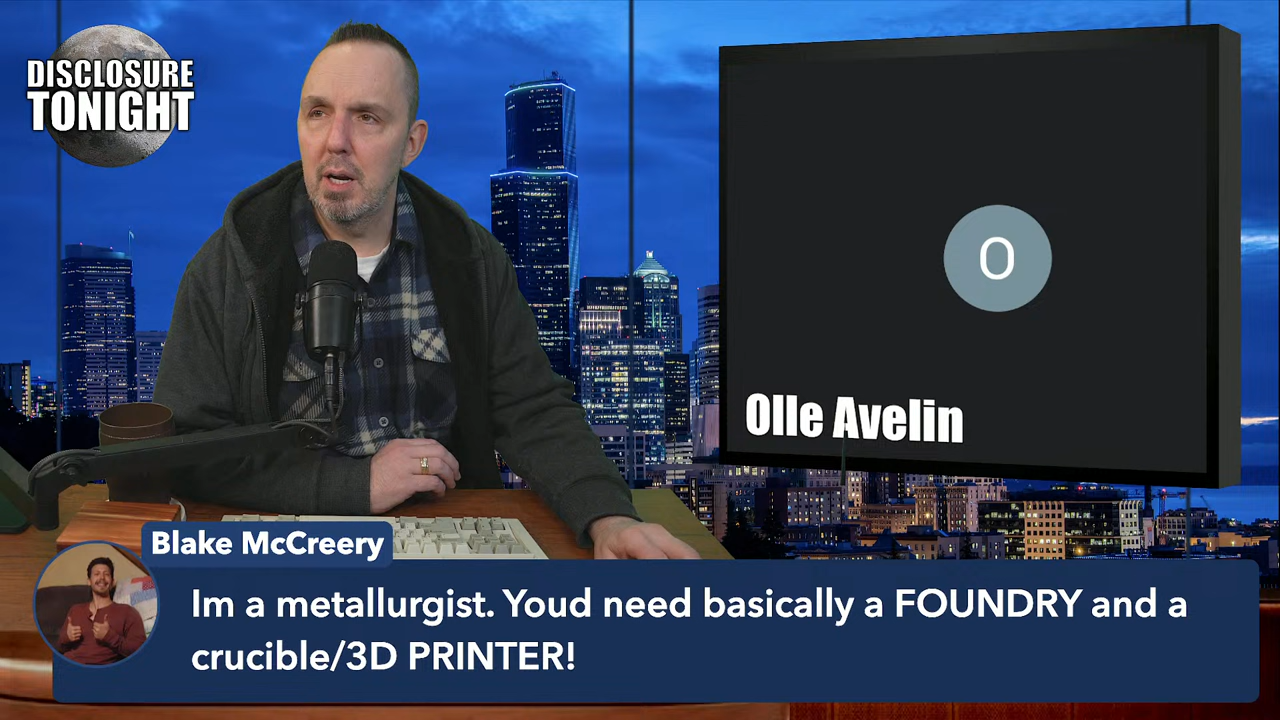 DISCLOSURE
TONIGHT
O
Olle Avelin
Blake McCreery
Im a metallurgist. Youd need basically a FOUNDRY and a
crucible/3D PRINTER!